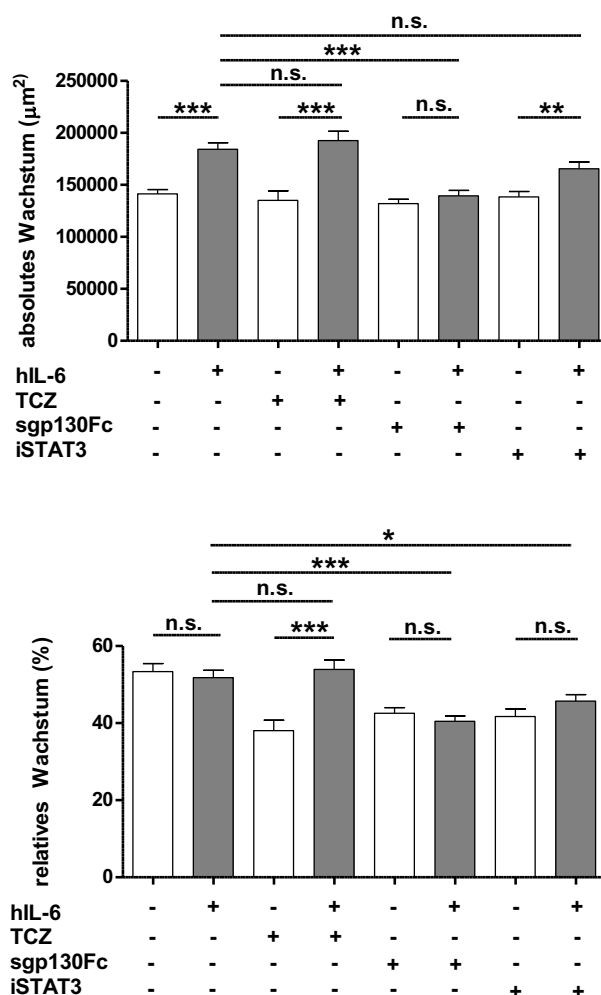 n.s.
***
n.s.
*** *** n.s. **
absolutes Wachstum (µm²)
250000
200000
150000
100000
50000
0
hIL-6 - + - + - + - +
TCZ - - + + - - - -
sgp130Fc - - - - + + - -
iSTAT3 - - - - - - + +
*
***
n.s.
n.s. *** n.s. n.s.
relatives Wachstum (%)
60
40
20
0
hIL-6 - + - + - + - +
TCZ - - + + - - - -
sgp130Fc - - - - + + - -
iSTAT3 - - - - - - + +